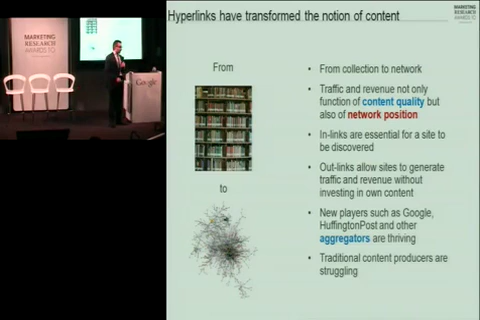 Hyperlinks have transformed the notion of content
MARKETING
RESEARCH
AWARDS 10
MARKETING
RESEARCH
AWARDS 10
Google
From
to
• From collection to network
• Traffic and revenue not only
function of content quality but
also of network position
• In-links are essential for a site to
be discovered
• Out-links allow sites to generate
traffic and revenue without
investing in own content
• New players such as Google,
HuffingtonPost and other
aggregators are thriving
• Traditional content producers are
struggling